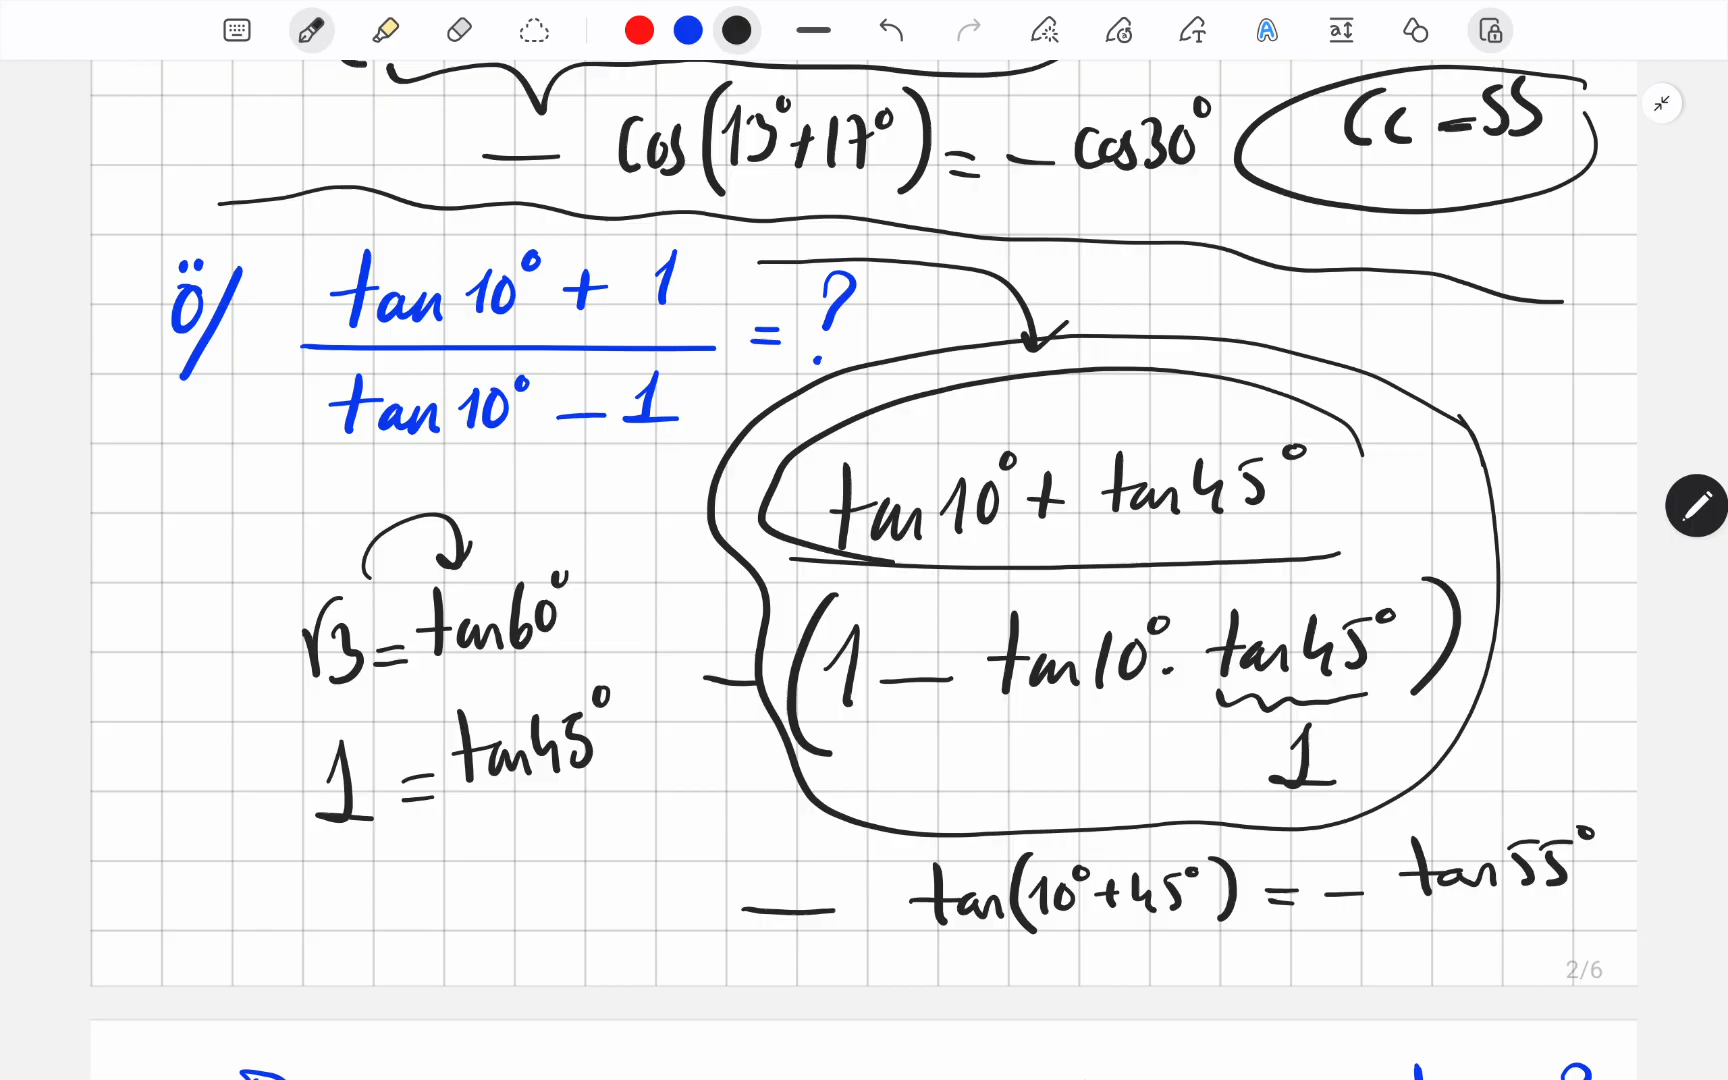 — cos(13°+17°) = — cos30°
CC - SS
ö/ tan 10° + 1
tan 10° - 1
= ?
tan10° + tan45°
—(1 — tan10°. tan45°)
1
√3 = tan60°
1 = tan45°
— tan(10°+45°) = - tan55°
2/6